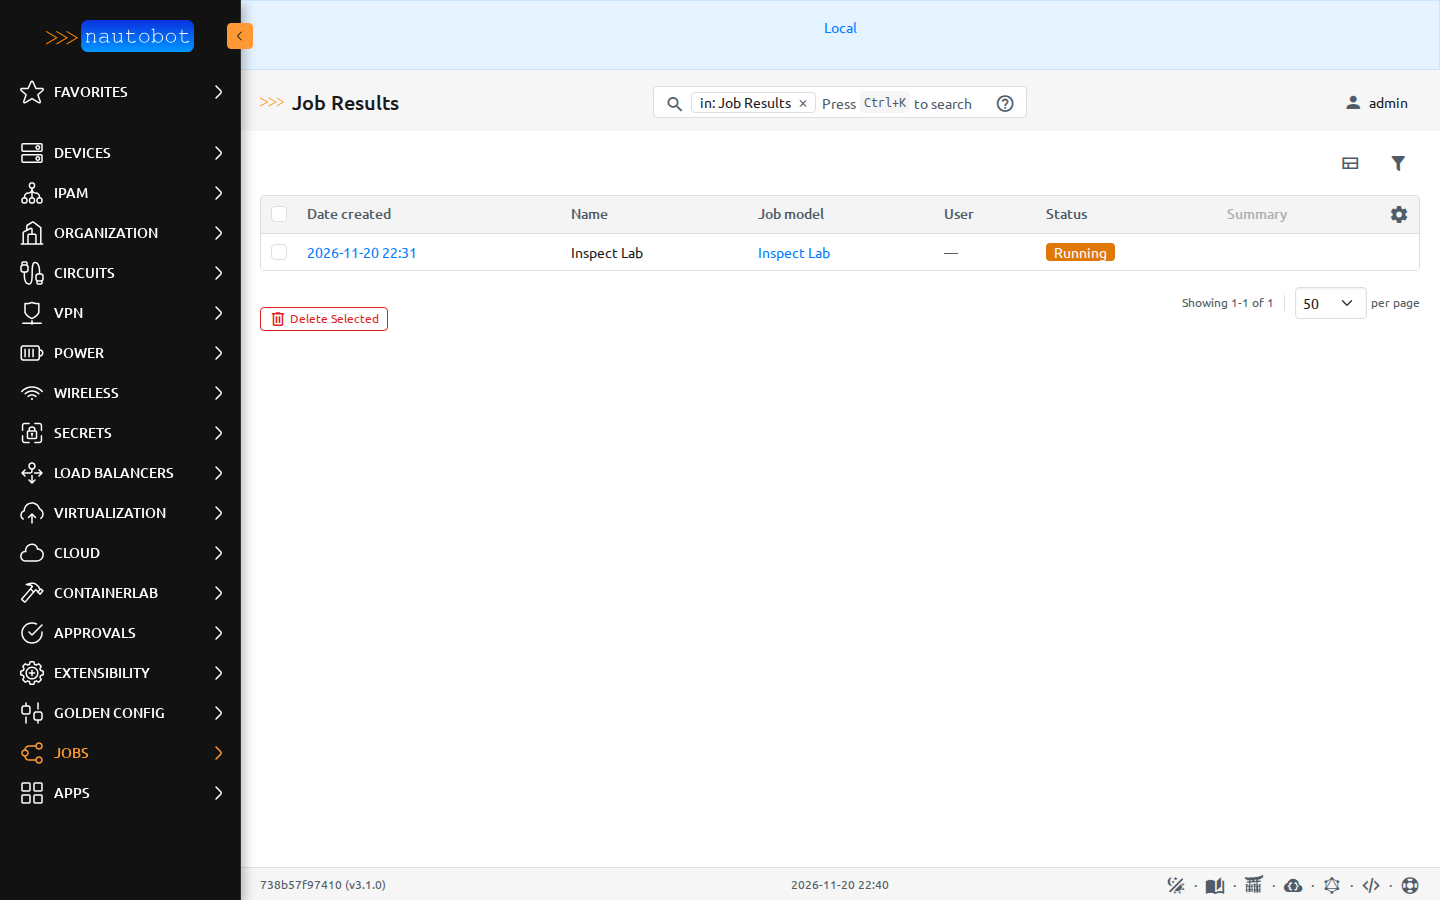 nautobot
FAVORITES
DEVICES
IPAM
ORGANIZATION
CIRCUITS
VPN
POWER
WIRELESS
SECRETS
LOAD BALANCERS
VIRTUALIZATION
CLOUD
CONTAINERLAB
APPROVALS
EXTENSIBILITY
GOLDEN CONFIG
JOBS
APPS
Local
Job Results
in: Job Results × Press Ctrl+K to search
admin
Date created Name Job model User Status Summary
2026-11-20 22:31 Inspect Lab Inspect Lab — Running
Delete Selected
Showing 1-1 of 1 50 per page
738b57f97410 (v3.1.0) 2026-11-20 22:40